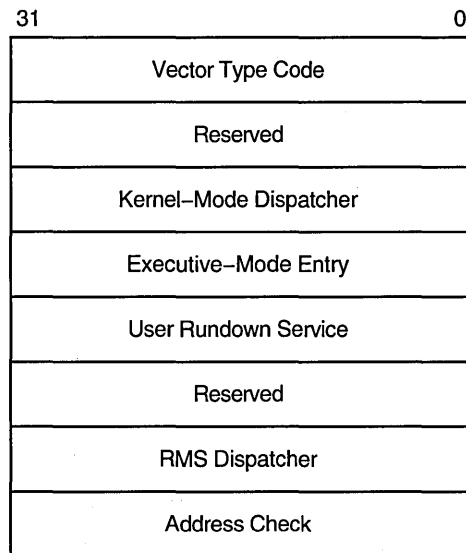 31 0
Vector Type Code
Reserved
Kernel–Mode Dispatcher
Executive–Mode Entry
User Rundown Service
Reserved
RMS Dispatcher
Address Check